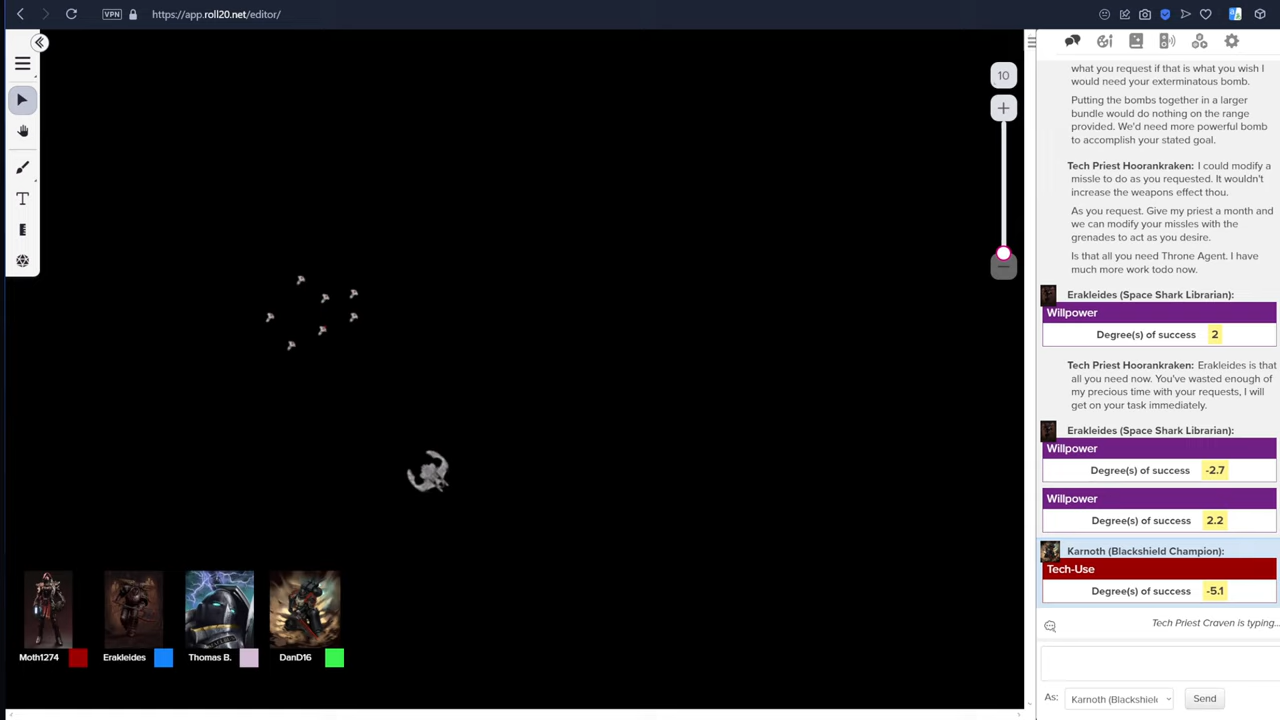 VPN
https://app.roll20.net/editor/
10
what you request if that is what you wish I
would need your exterminatous bomb.
Putting the bombs together in a larger
bundle would do nothing on the range
provided. We'd need more powerful bomb
to accomplish your stated goal.
Tech Priest Hoorankraken: I could modify a
missle to do as you requested. It wouldn't
increase the weapons effect thou.
As you request. Give my priest a month and
we can modify your missles with the
grenades to act as you desire.
Is that all you need Throne Agent. I have
much more work todo now.
Erakleides (Space Shark Librarian):
Willpower
Degree(s) of success 2
Tech Priest Hoorankraken: Erakleides is that
all you need now. You've wasted enough of
my precious time with your requests, I will
get on your task immediately.
Erakleides (Space Shark Librarian):
Willpower
Degree(s) of success -2.7
Willpower
Degree(s) of success 2.2
Karnoth (Blackshield Champion):
Tech-Use
Degree(s) of success -5.1
Tech Priest Craven is typing...
As: Karnoth (Blackshiel
Send
Moth1274
Erakleides
Thomas B.
DanD16